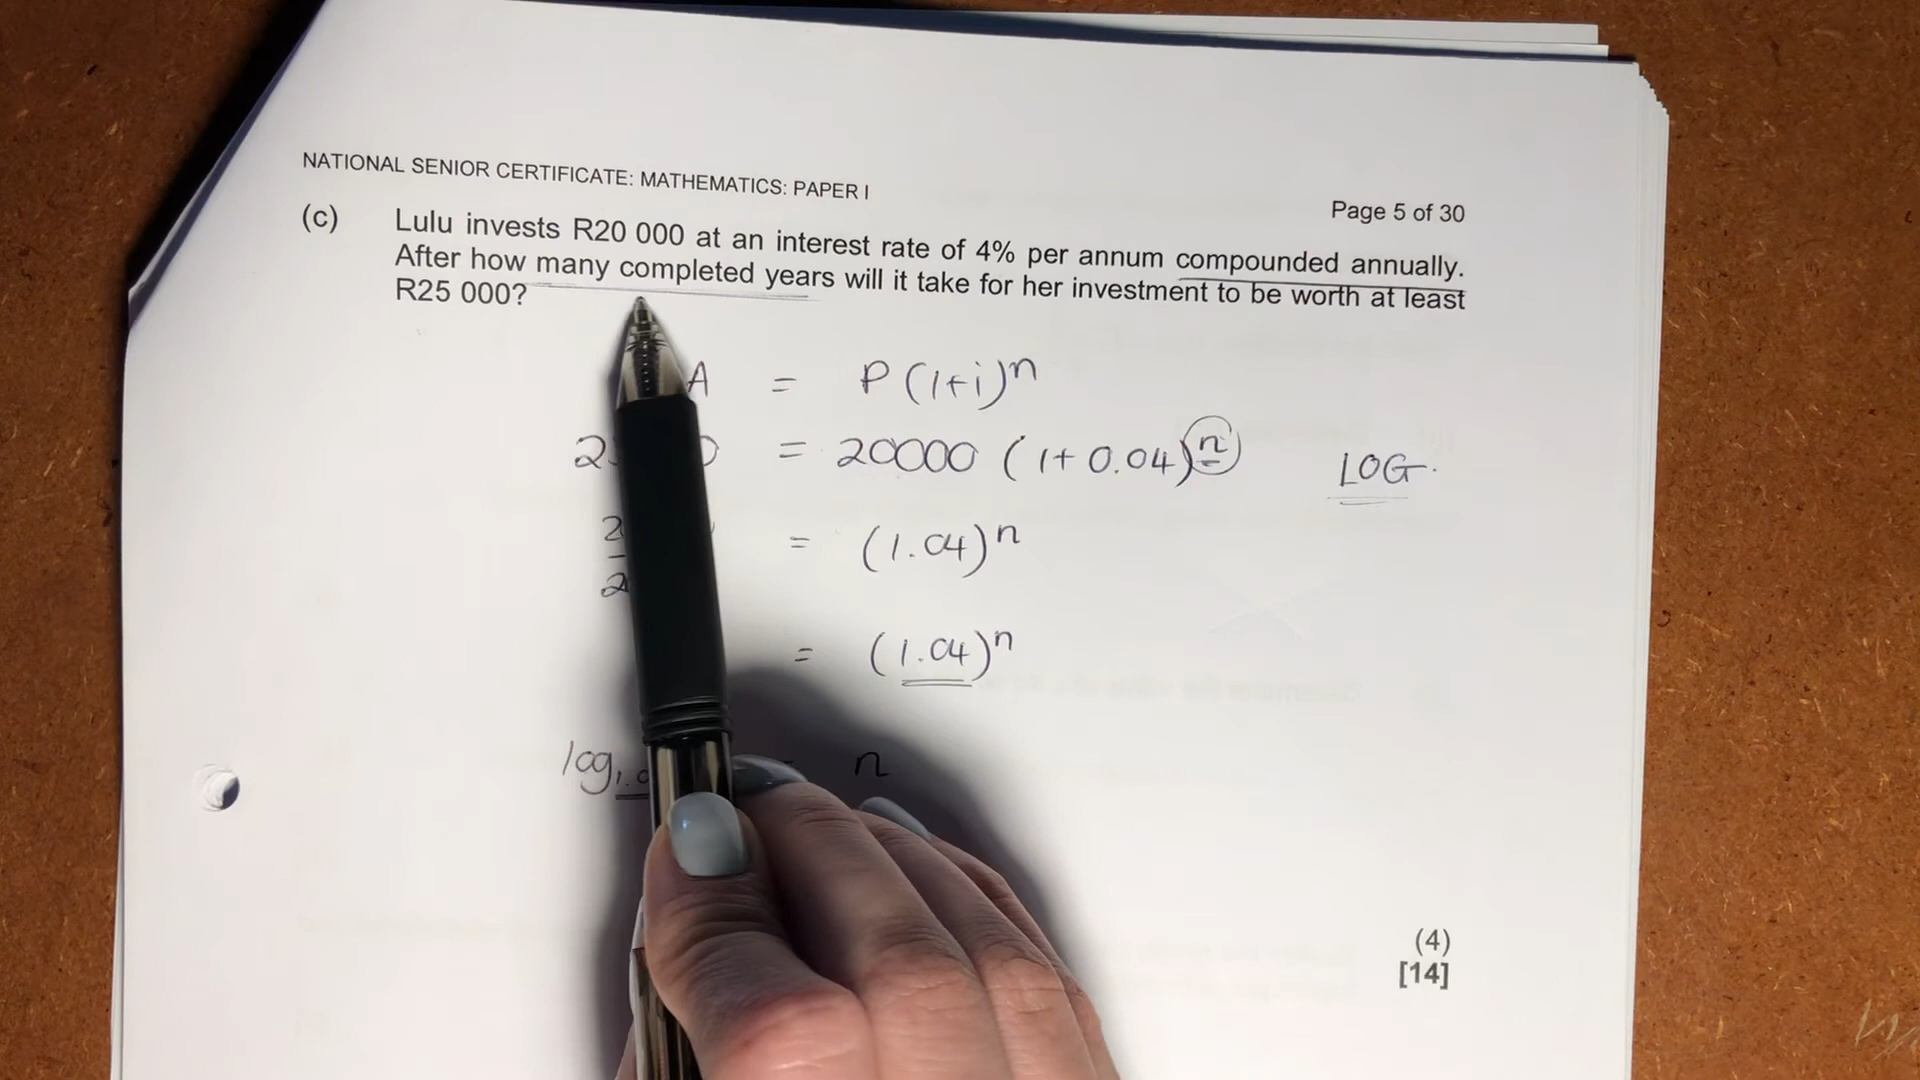 NATIONAL SENIOR CERTIFICATE: MATHEMATICS: PAPER I
Page 5 of 30
(c) Lulu invests R20 000 at an interest rate of 4% per annum compounded annually.
After how many completed years will it take for her investment to be worth at least
R25 000?
A = P(1+i)^n
= 20000 (1+0.04)^n LOG.
= (1.04)^n
= (1.04)^n
log n
(4)
[14]